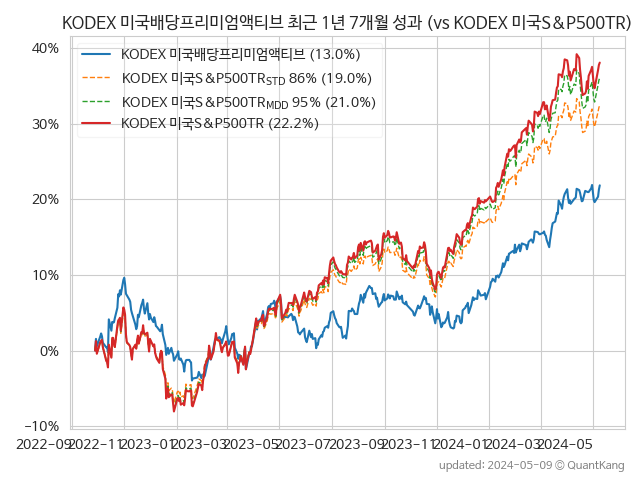 KODEX 미국배당프리미엄액티브 최근 1년 7개월 성과 (vs KODEX 미국S&P500TR)
KODEX 미국배당프리미엄액티브 (13.0%)
KODEX 미국S&P500TR_STD 86% (19.0%)
KODEX 미국S&P500TR_MDD 95% (21.0%)
KODEX 미국S&P500TR (22.2%)
40%
30%
20%
10%
0%
−10%
2022-09 2022-11 2023-01 2023-03 2023-05 2023-07 2023-09 2023-11 2024-01 2024-03 2024-05
updated: 2024-05-09 © QuantKang